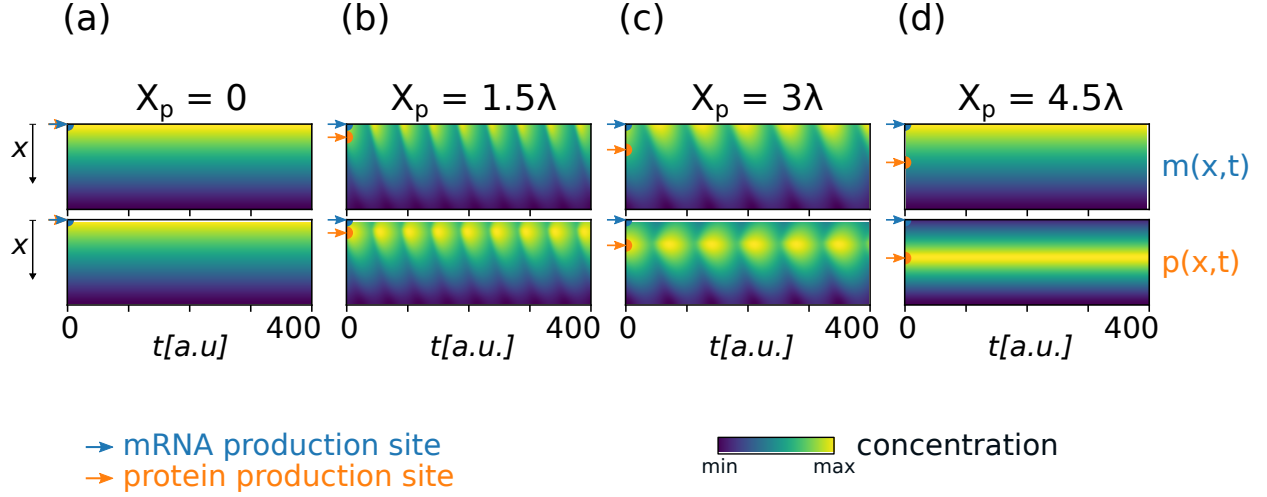 (a) (b) (c) (d)
Xp = 0 Xp = 1.5λ Xp = 3λ Xp = 4.5λ
x
m(x,t)
x
p(x,t)
0 400 0 400 0 400 0 400
t[a.u] t[a.u.] t[a.u.] t[a.u.]
mRNA production site
protein production site
concentration
min max